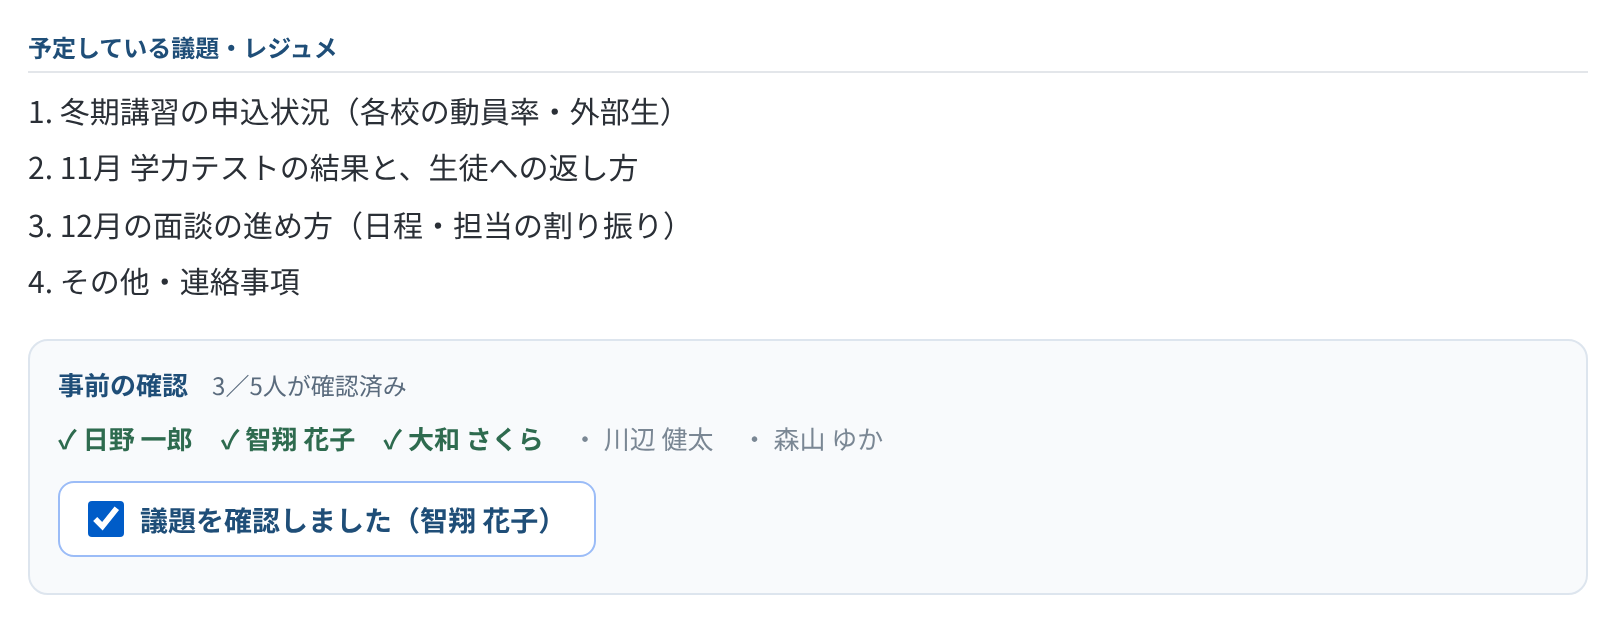 予定している議題・レジュメ
1. 冬期講習の申込状況（各校の動員率・外部生）
2. 11月 学力テストの結果と、生徒への返し方
3. 12月の面談の進め方（日程・担当の割り振り）
4. その他・連絡事項
事前の確認 3／5人が確認済み
✓ 日野 一郎 ✓ 智翔 花子 ✓ 大和 さくら ・ 川辺 健太 ・ 森山 ゆか
議題を確認しました（智翔 花子）